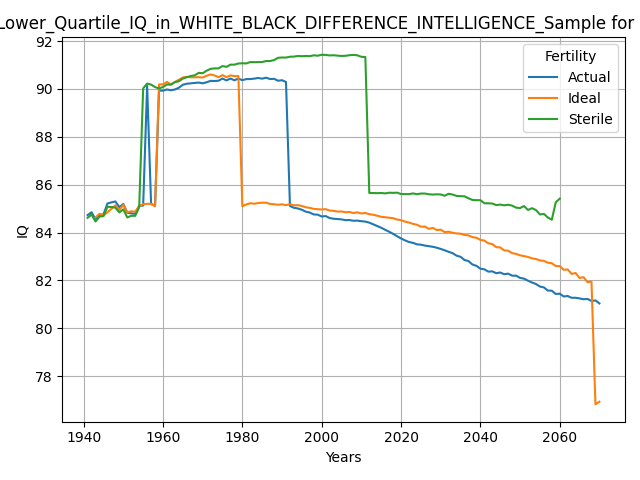 Lower_Quartile_IQ_in_WHITE_BLACK_DIFFERENCE_INTELLIGENCE_Sample for
92
90
88
86
84
82
80
78
IQ
Fertility
Actual
Ideal
Sterile
1940 1960 1980 2000 2020 2040 2060
Years